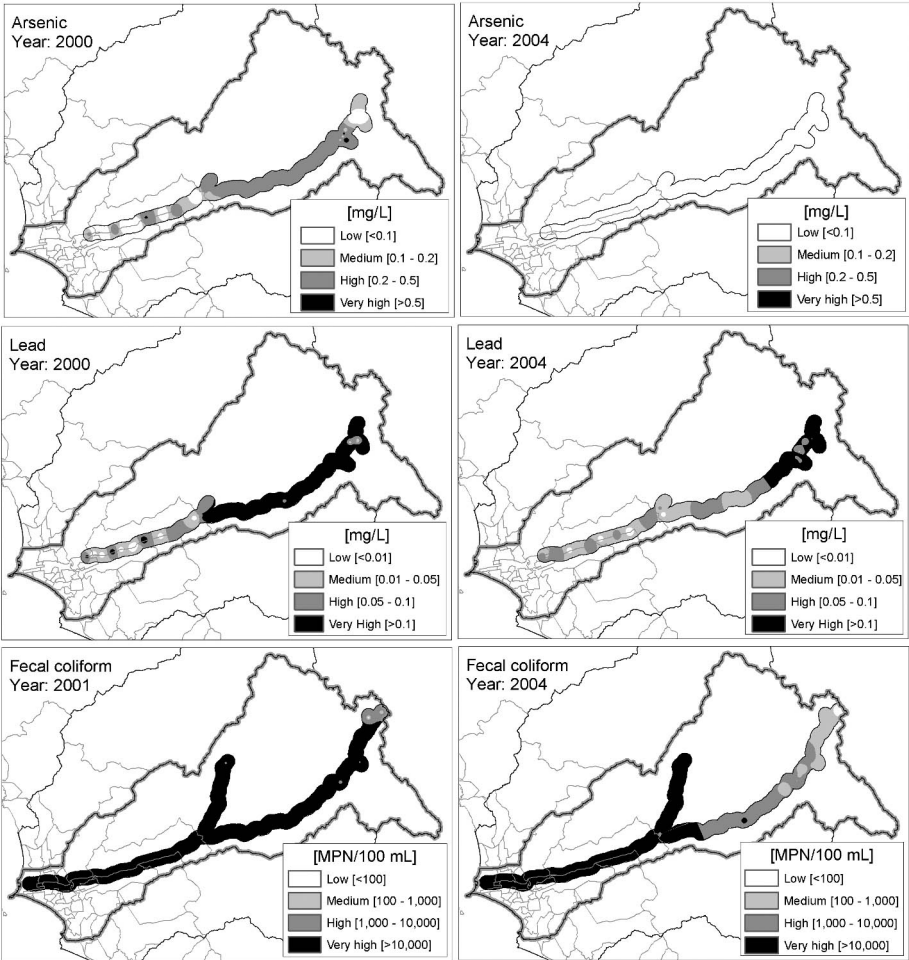 Arsenic
Year: 2000
[mg/L]
Low [<0.1]
Medium [0.1 - 0.2]
High [0.2 - 0.5]
Very high [>0.5]
Arsenic
Year: 2004
[mg/L]
Low [<0.1]
Medium [0.1 - 0.2]
High [0.2 - 0.5]
Very high [>0.5]
Lead
Year: 2000
[mg/L]
Low [<0.01]
Medium [0.01 - 0.05]
High [0.05 - 0.1]
Very High [>0.1]
Lead
Year: 2004
[mg/L]
Low [<0.01]
Medium [0.01 - 0.05]
High [0.05 - 0.1]
Very High [>0.1]
Fecal coliform
Year: 2001
[MPN/100 mL]
Low [<100]
Medium [100 - 1,000]
High [1,000 - 10,000]
Very high [>10,000]
Fecal coliform
Year: 2004
[MPN/100 mL]
Low [<100]
Medium [100 - 1,000]
High [1,000 - 10,000]
Very high [>10,000]